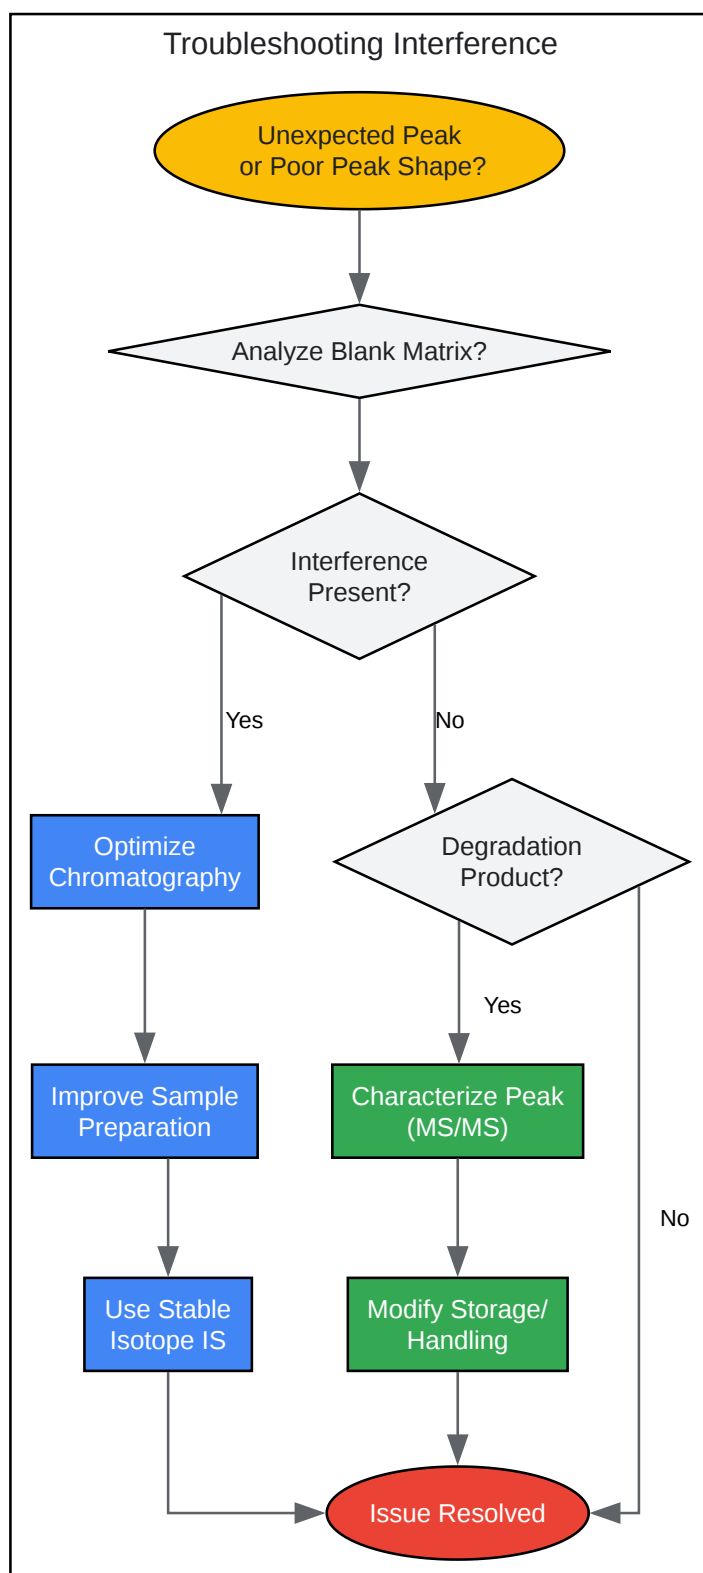 Troubleshooting Interference
Unexpected Peak
or Poor Peak Shape?
Analyze Blank Matrix?
Interference
Present?
Yes
No
Optimize
Chromatography
Degradation
Product?
Yes
Improve Sample
Preparation
Characterize Peak
(MS/MS)
No
Use Stable
Isotope IS
Modify Storage/
Handling
Issue Resolved